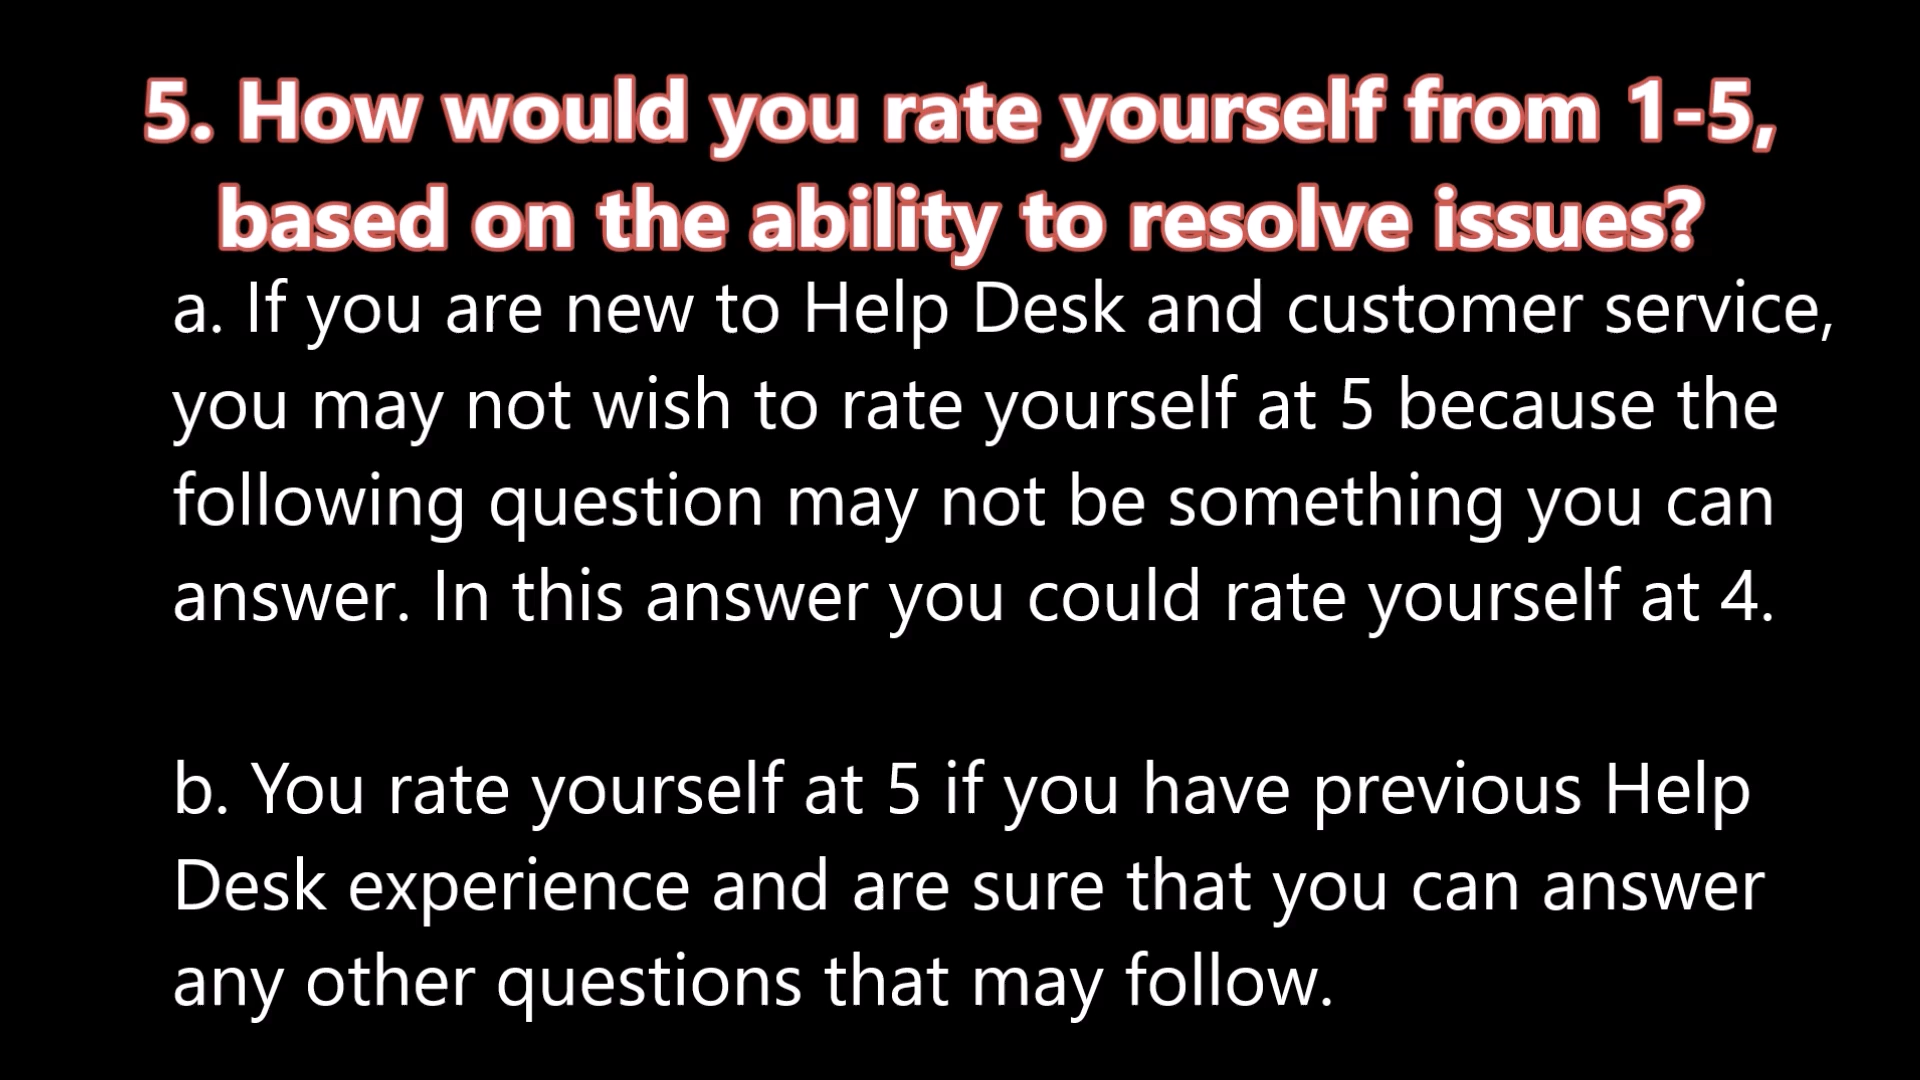 5. How would you rate yourself from 1-5,
based on the ability to resolve issues?
a. If you are new to Help Desk and customer service,
you may not wish to rate yourself at 5 because the
following question may not be something you can
answer. In this answer you could rate yourself at 4.
b. You rate yourself at 5 if you have previous Help
Desk experience and are sure that you can answer
any other questions that may follow.